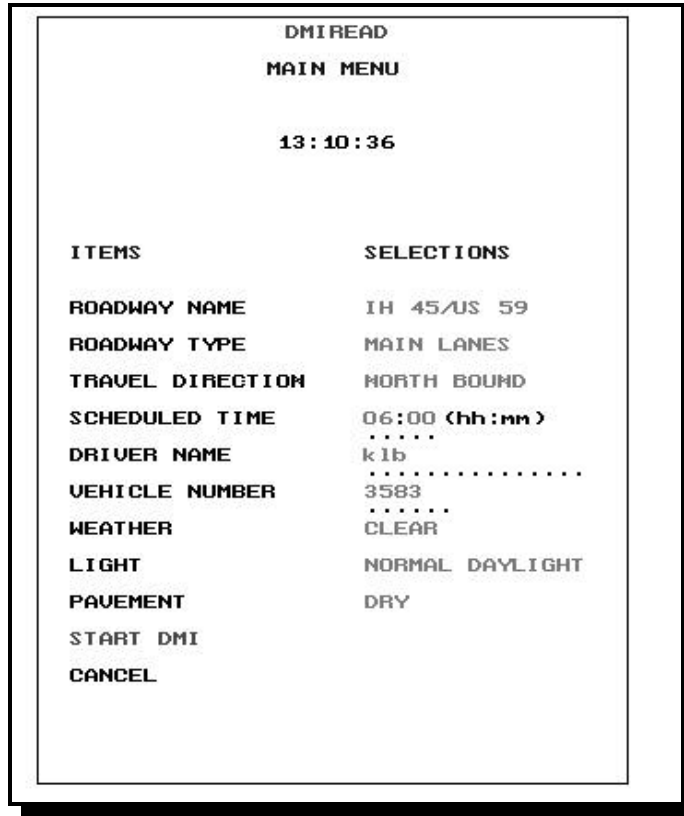 DMIREAD
MAIN MENU
13:10:36
ITEMS SELECTIONS
ROADWAY NAME IH 45/US 59
ROADWAY TYPE MAIN LANES
TRAVEL DIRECTION NORTH BOUND
SCHEDULED TIME 06:00 (hh:mm)
DRIVER NAME klb
VEHICLE NUMBER 3583
WEATHER CLEAR
LIGHT NORMAL DAYLIGHT
PAVEMENT DRY
START DMI
CANCEL